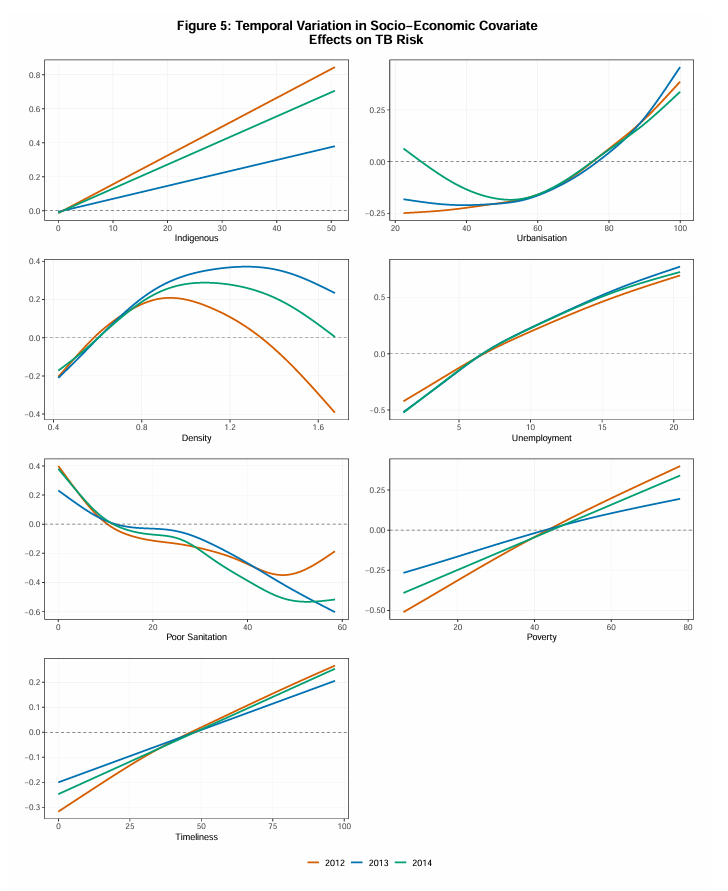 Figure 5: Temporal Variation in Socio−Economic Covariate
Effects on TB Risk
0.8
0.6
0.4
0.2
0.0
0 10 20 30 40 50
Indigenous
0.25
0.00
−0.25
20 40 60 80 100
Urbanisation
0.4
0.2
0.0
−0.2
−0.4
0.4 0.8 1.2 1.6
Density
0.5
0.0
−0.5
5 10 15 20
Unemployment
0.4
0.2
0.0
−0.2
−0.4
−0.6
0 20 40 60
Poor Sanitation
0.25
0.00
−0.25
−0.50
20 40 60 80
Poverty
0.2
0.1
0.0
−0.1
−0.2
−0.3
0 25 50 75 100
Timeliness
2012 2013 2014